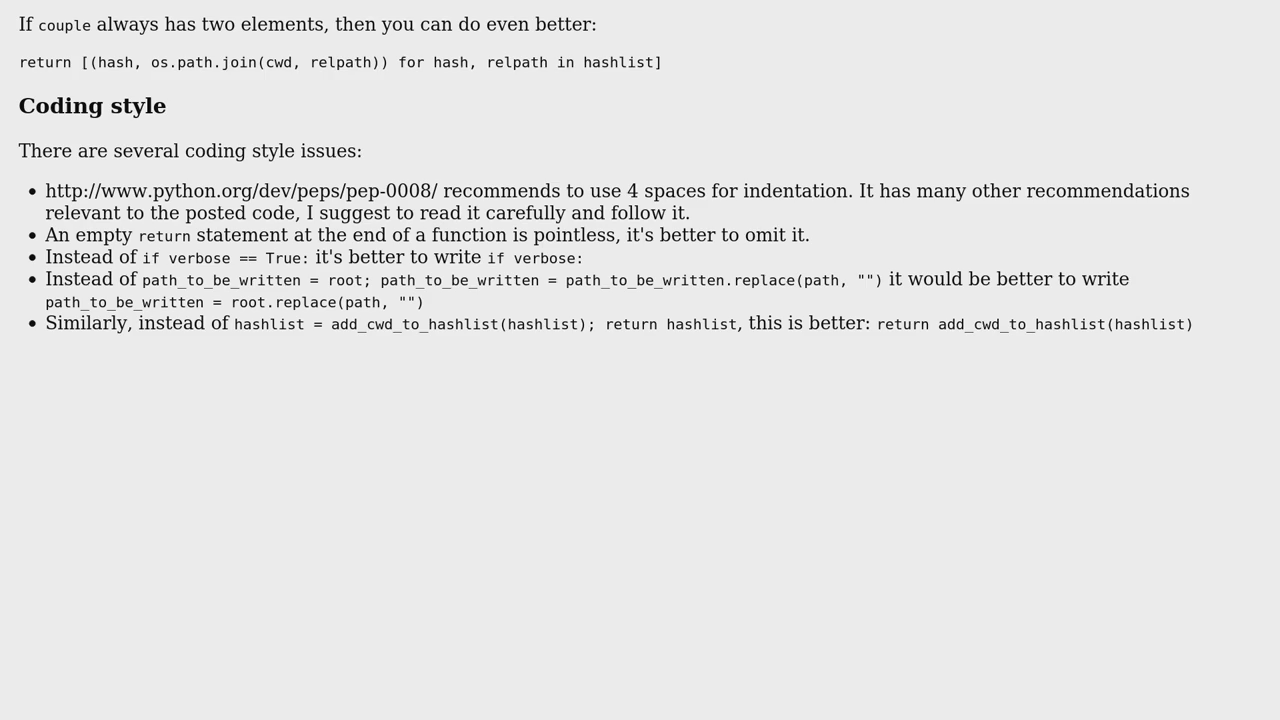 If couple always has two elements, then you can do even better:
return [(hash, os.path.join(cwd, relpath)) for hash, relpath in hashlist]
Coding style
There are several coding style issues:
• http://www.python.org/dev/peps/pep-0008/ recommends to use 4 spaces for indentation. It has many other recommendations
relevant to the posted code, I suggest to read it carefully and follow it.
• An empty return statement at the end of a function is pointless, it's better to omit it.
• Instead of if verbose == True: it's better to write if verbose:
• Instead of path_to_be_written = root; path_to_be_written = path_to_be_written.replace(path, "") it would be better to write
path_to_be_written = root.replace(path, "")
• Similarly, instead of hashlist = add_cwd_to_hashlist(hashlist); return hashlist, this is better: return add_cwd_to_hashlist(hashlist)